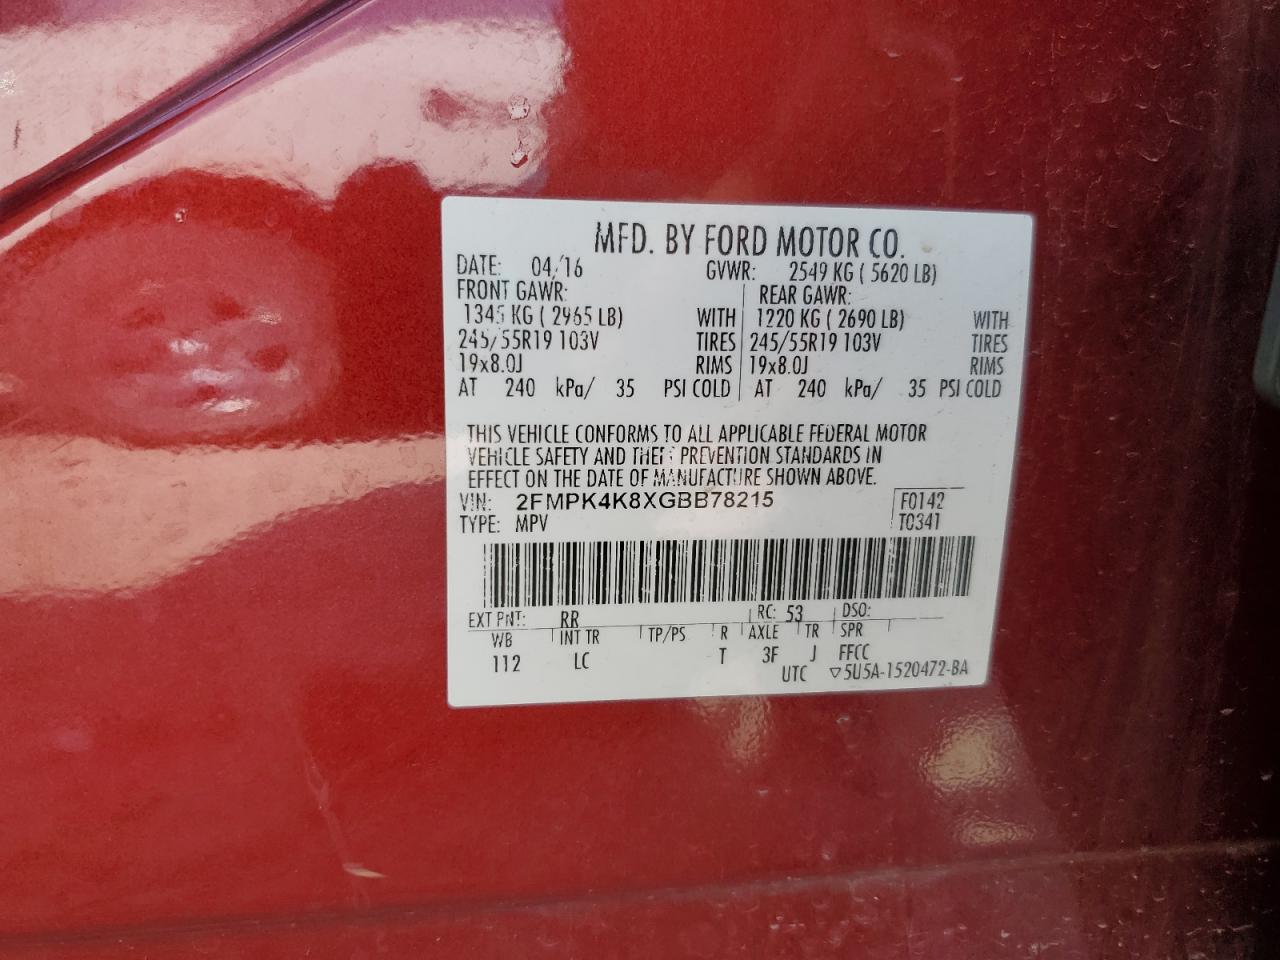 MFD. BY FORD MOTOR CO.
DATE: 04/16 GVWR: 2549 KG ( 5620 LB)
FRONT GAWR: REAR GAWR:
1345 KG ( 2965 LB) WITH 1220 KG ( 2690 LB) WITH
245/55R19 103V TIRES 245/55R19 103V TIRES
19x8.0J RIMS 19x8.0J RIMS
AT 240 kPa/ 35 PSI COLD AT 240 kPa/ 35 PSI COLD
THIS VEHICLE CONFORMS TO ALL APPLICABLE FEDERAL MOTOR
VEHICLE SAFETY AND THEFT PREVENTION STANDARDS IN
EFFECT ON THE DATE OF MANUFACTURE SHOWN ABOVE.
VIN: 2FMPK4K8XGBB78215 F0142
TYPE: MPV T0341
EXT PNT: RR RC: 53 DSO:
WB INT TR TP/PS R AXLE TR SPR
112 LC T 3F J FFCC
UTC ▽5U5A-1520472-BA